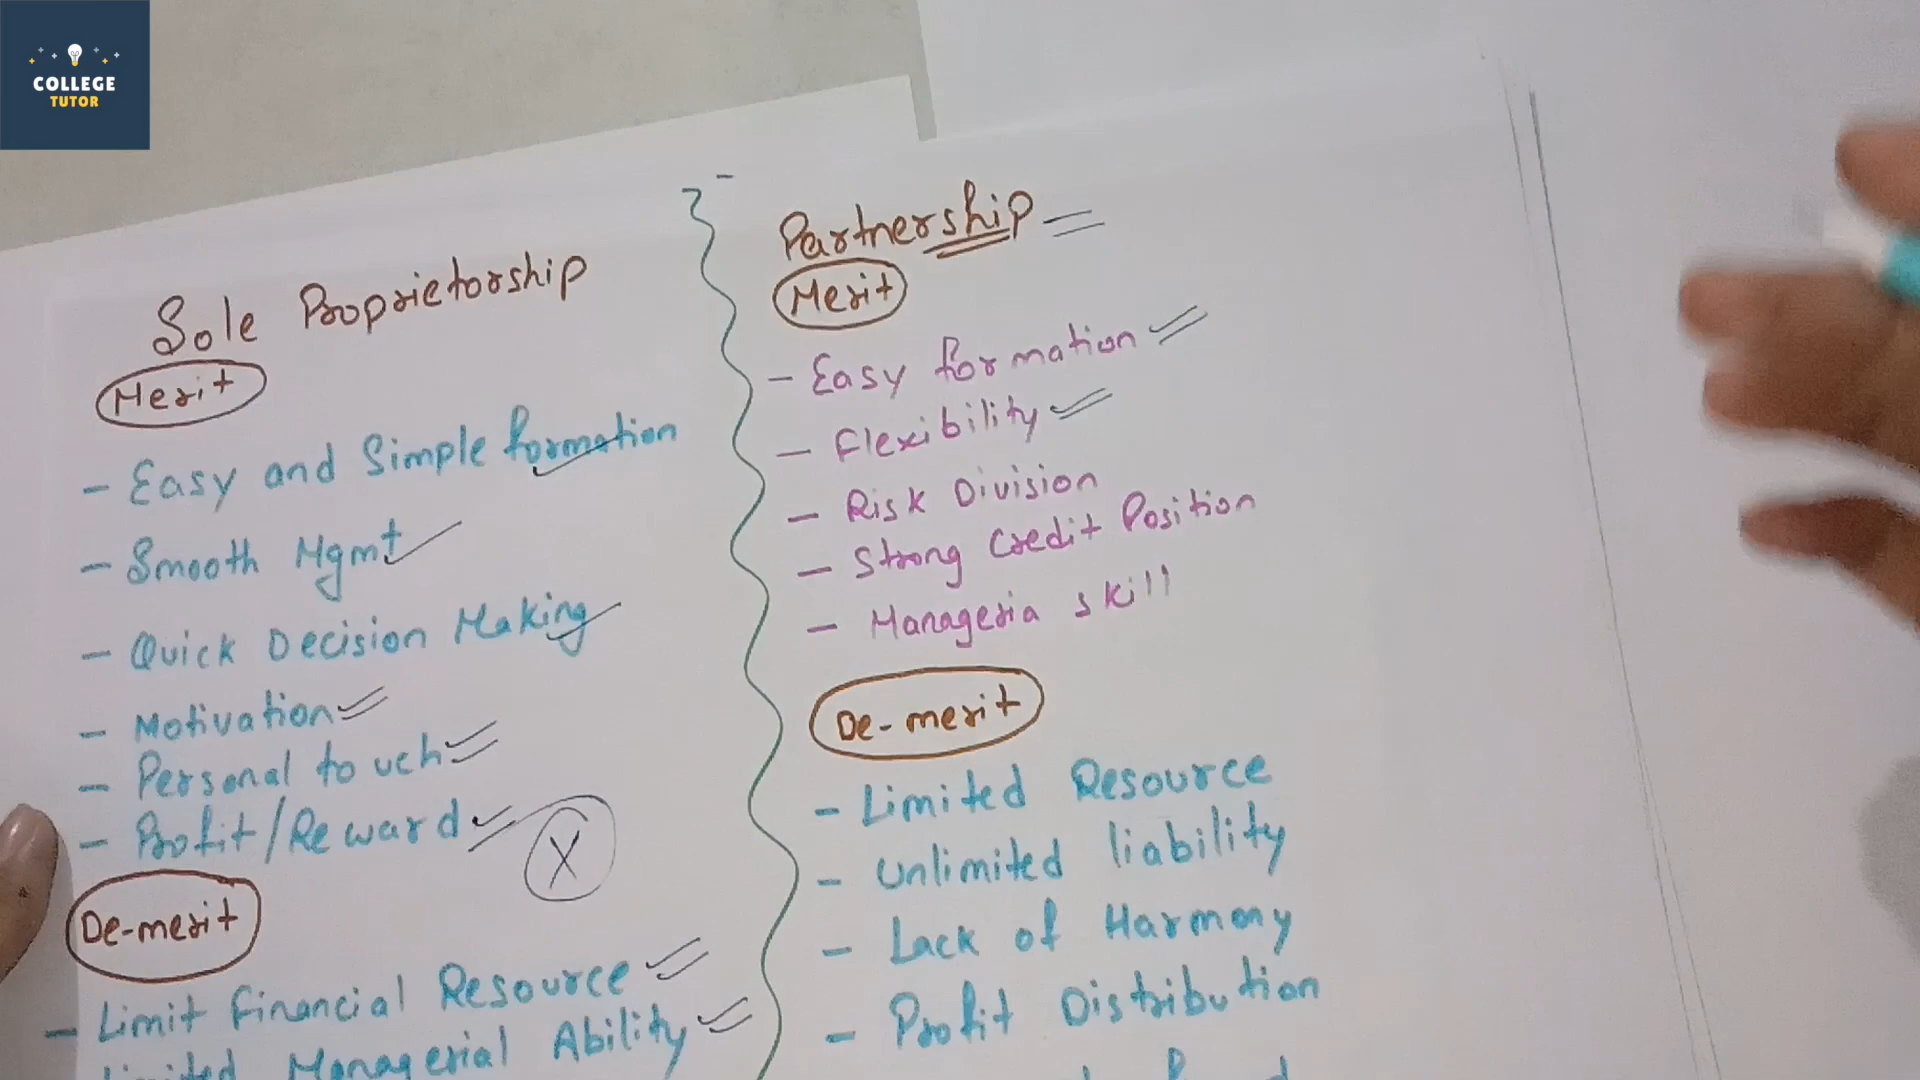 COLLEGE
TUTOR
Sole Proprietorship
Merit
- Easy and Simple formation
- Smooth Mgmt
- Quick Decision Making
- Motivation
- Personal touch
- Profit/Reward
X
De-merit
- Limit Financial Resource
Limited Managerial Ability
Partnership
Merit
- Easy formation
- Flexibility
- Risk Division
- Strong Credit Position
- Manageria skill
De-merit
- Limited Resource
- Unlimited liability
- Lack of Harmony
- Profit Distribution